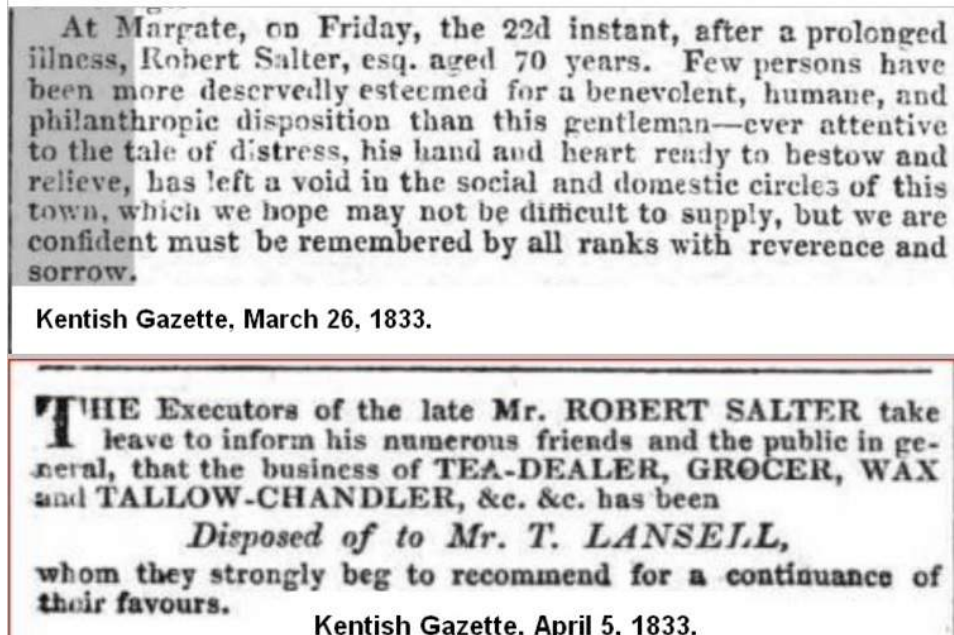 At Margate, on Friday, the 22d instant, after a prolonged
illness, Robert Salter, esq. aged 70 years. Few persons have
been more deservedly esteemed for a benevolent, humane, and
philanthropic disposition than this gentleman—ever attentive
to the tale of distress, his hand and heart ready to bestow and
relieve, has left a void in the social and domestic circles of this
town, which we hope may not be difficult to supply, but we are
confident must be remembered by all ranks with reverence and
sorrow.
Kentish Gazette, March 26, 1833.
THE Executors of the late Mr. ROBERT SALTER take
leave to inform his numerous friends and the public in ge-
neral, that the business of TEA-DEALER, GROCER, WAX
and TALLOW-CHANDLER, &c. &c. has been
Disposed of to Mr. T. LANSELL,
whom they strongly beg to recommend for a continuance of
their favours.
Kentish Gazette, April 5, 1833.